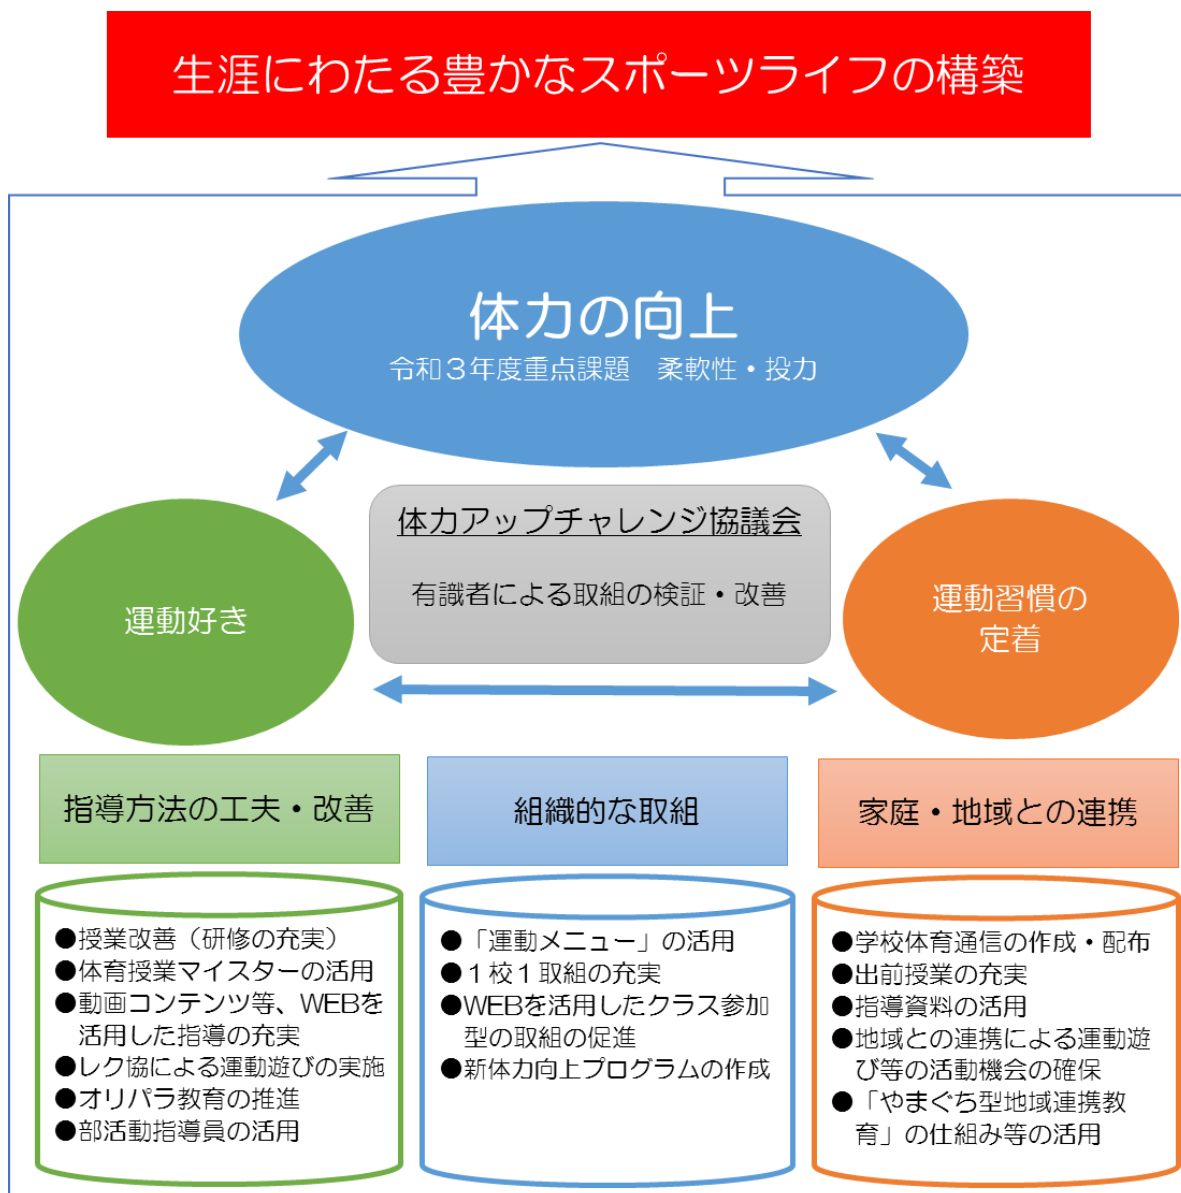 生涯にわたる豊かなスポーツライフの構築
体力の向上
令和３年度重点課題　柔軟性・投力
体力アップチャレンジ協議会
有識者による取組の検証・改善
運動好き
運動習慣の
定着
指導方法の工夫・改善
組織的な取組
家庭・地域との連携
●授業改善（研修の充実）
●体育授業マイスターの活用
●動画コンテンツ等、WEBを
活用した指導の充実
●レク協による運動遊びの実施
●オリパラ教育の推進
●部活動指導員の活用
●「運動メニュー」の活用
●１校１取組の充実
●WEBを活用したクラス参加
型の取組の促進
●新体力向上プログラムの作成
●学校体育通信の作成・配布
●出前授業の充実
●指導資料の活用
●地域との連携による運動遊
び等の活動機会の確保
●「やまぐち型地域連携教
育」の仕組み等の活用